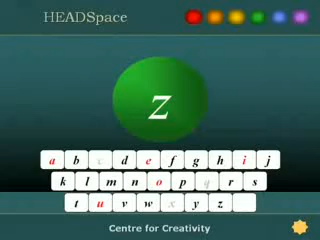 HEADSpace
z
a b c d e f g h i j
k l m n o p q r s
t u v w x y z
Centre for Creativity